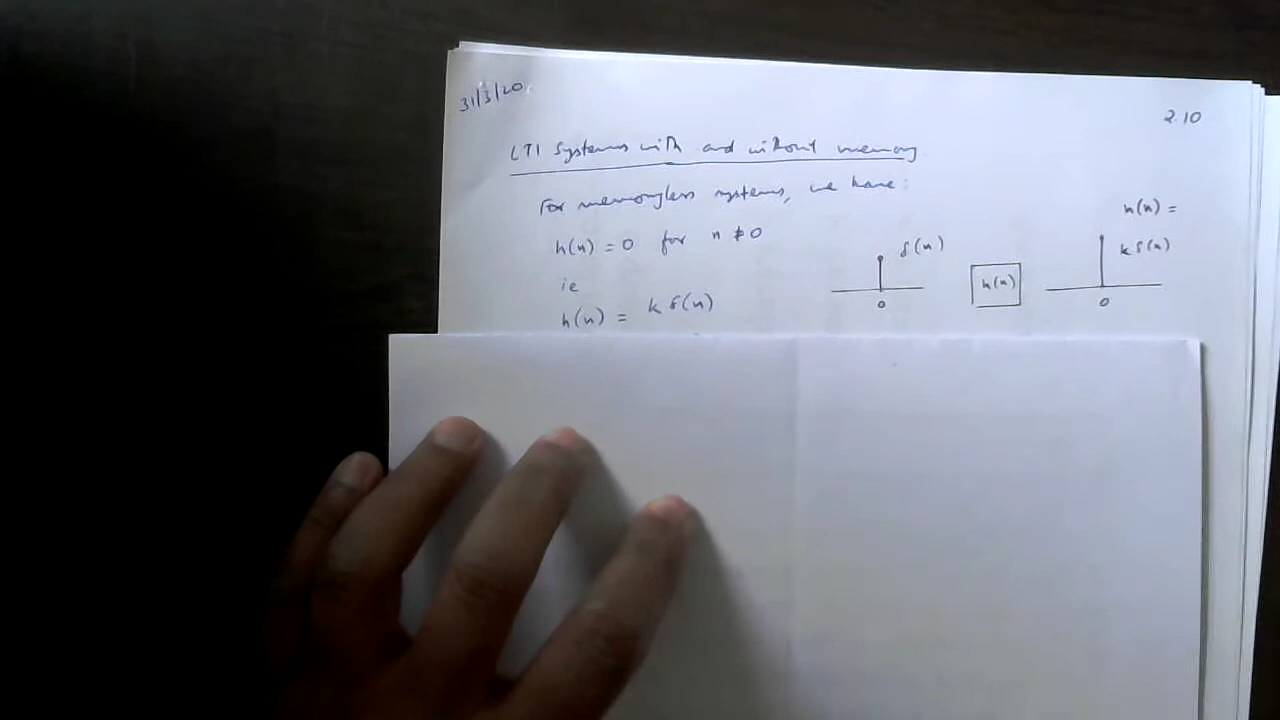 31/3/20
2.10
LTI Systems with and without memory
For memoryless systems, we have:
h(n) = 0 for n ≠ 0
ie
h(n) = k δ(n)
δ(n)
0
h(n)
h(n) =
k δ(n)
0